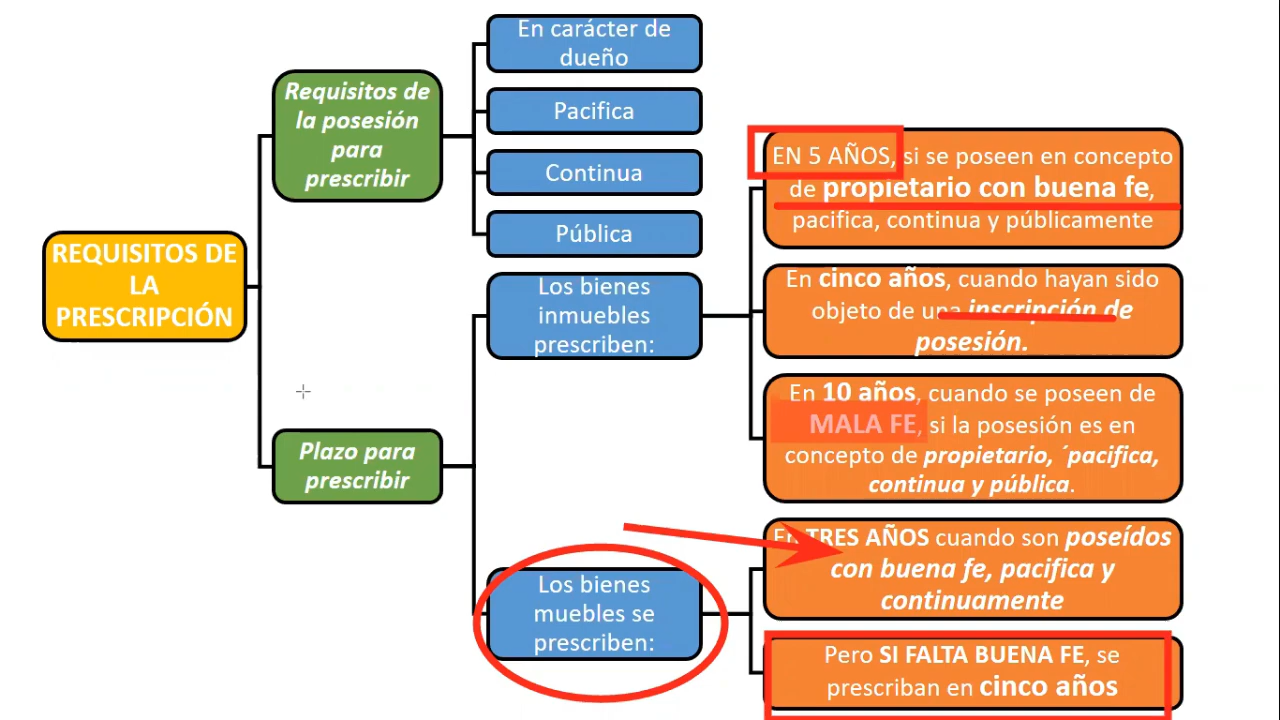 REQUISITOS DE
LA
PRESCRIPCIÓN
Requisitos de
la posesión
para
prescribir
En carácter de
dueño
Pacifica
Continua
Pública
Plazo para
prescribir
Los bienes
inmuebles
prescriben:
EN 5 AÑOS, si se poseen en concepto
de propietario con buena fe,
pacifica, continua y públicamente
En cinco años, cuando hayan sido
objeto de una inscripción de
posesión.
En 10 años, cuando se poseen de
MALA FE, si la posesión es en
concepto de propietario, ´pacifica,
continua y pública.
Los bienes
muebles se
prescriben:
En TRES AÑOS cuando son poseídos
con buena fe, pacifica y
continuamente
Pero SI FALTA BUENA FE, se
prescriban en cinco años